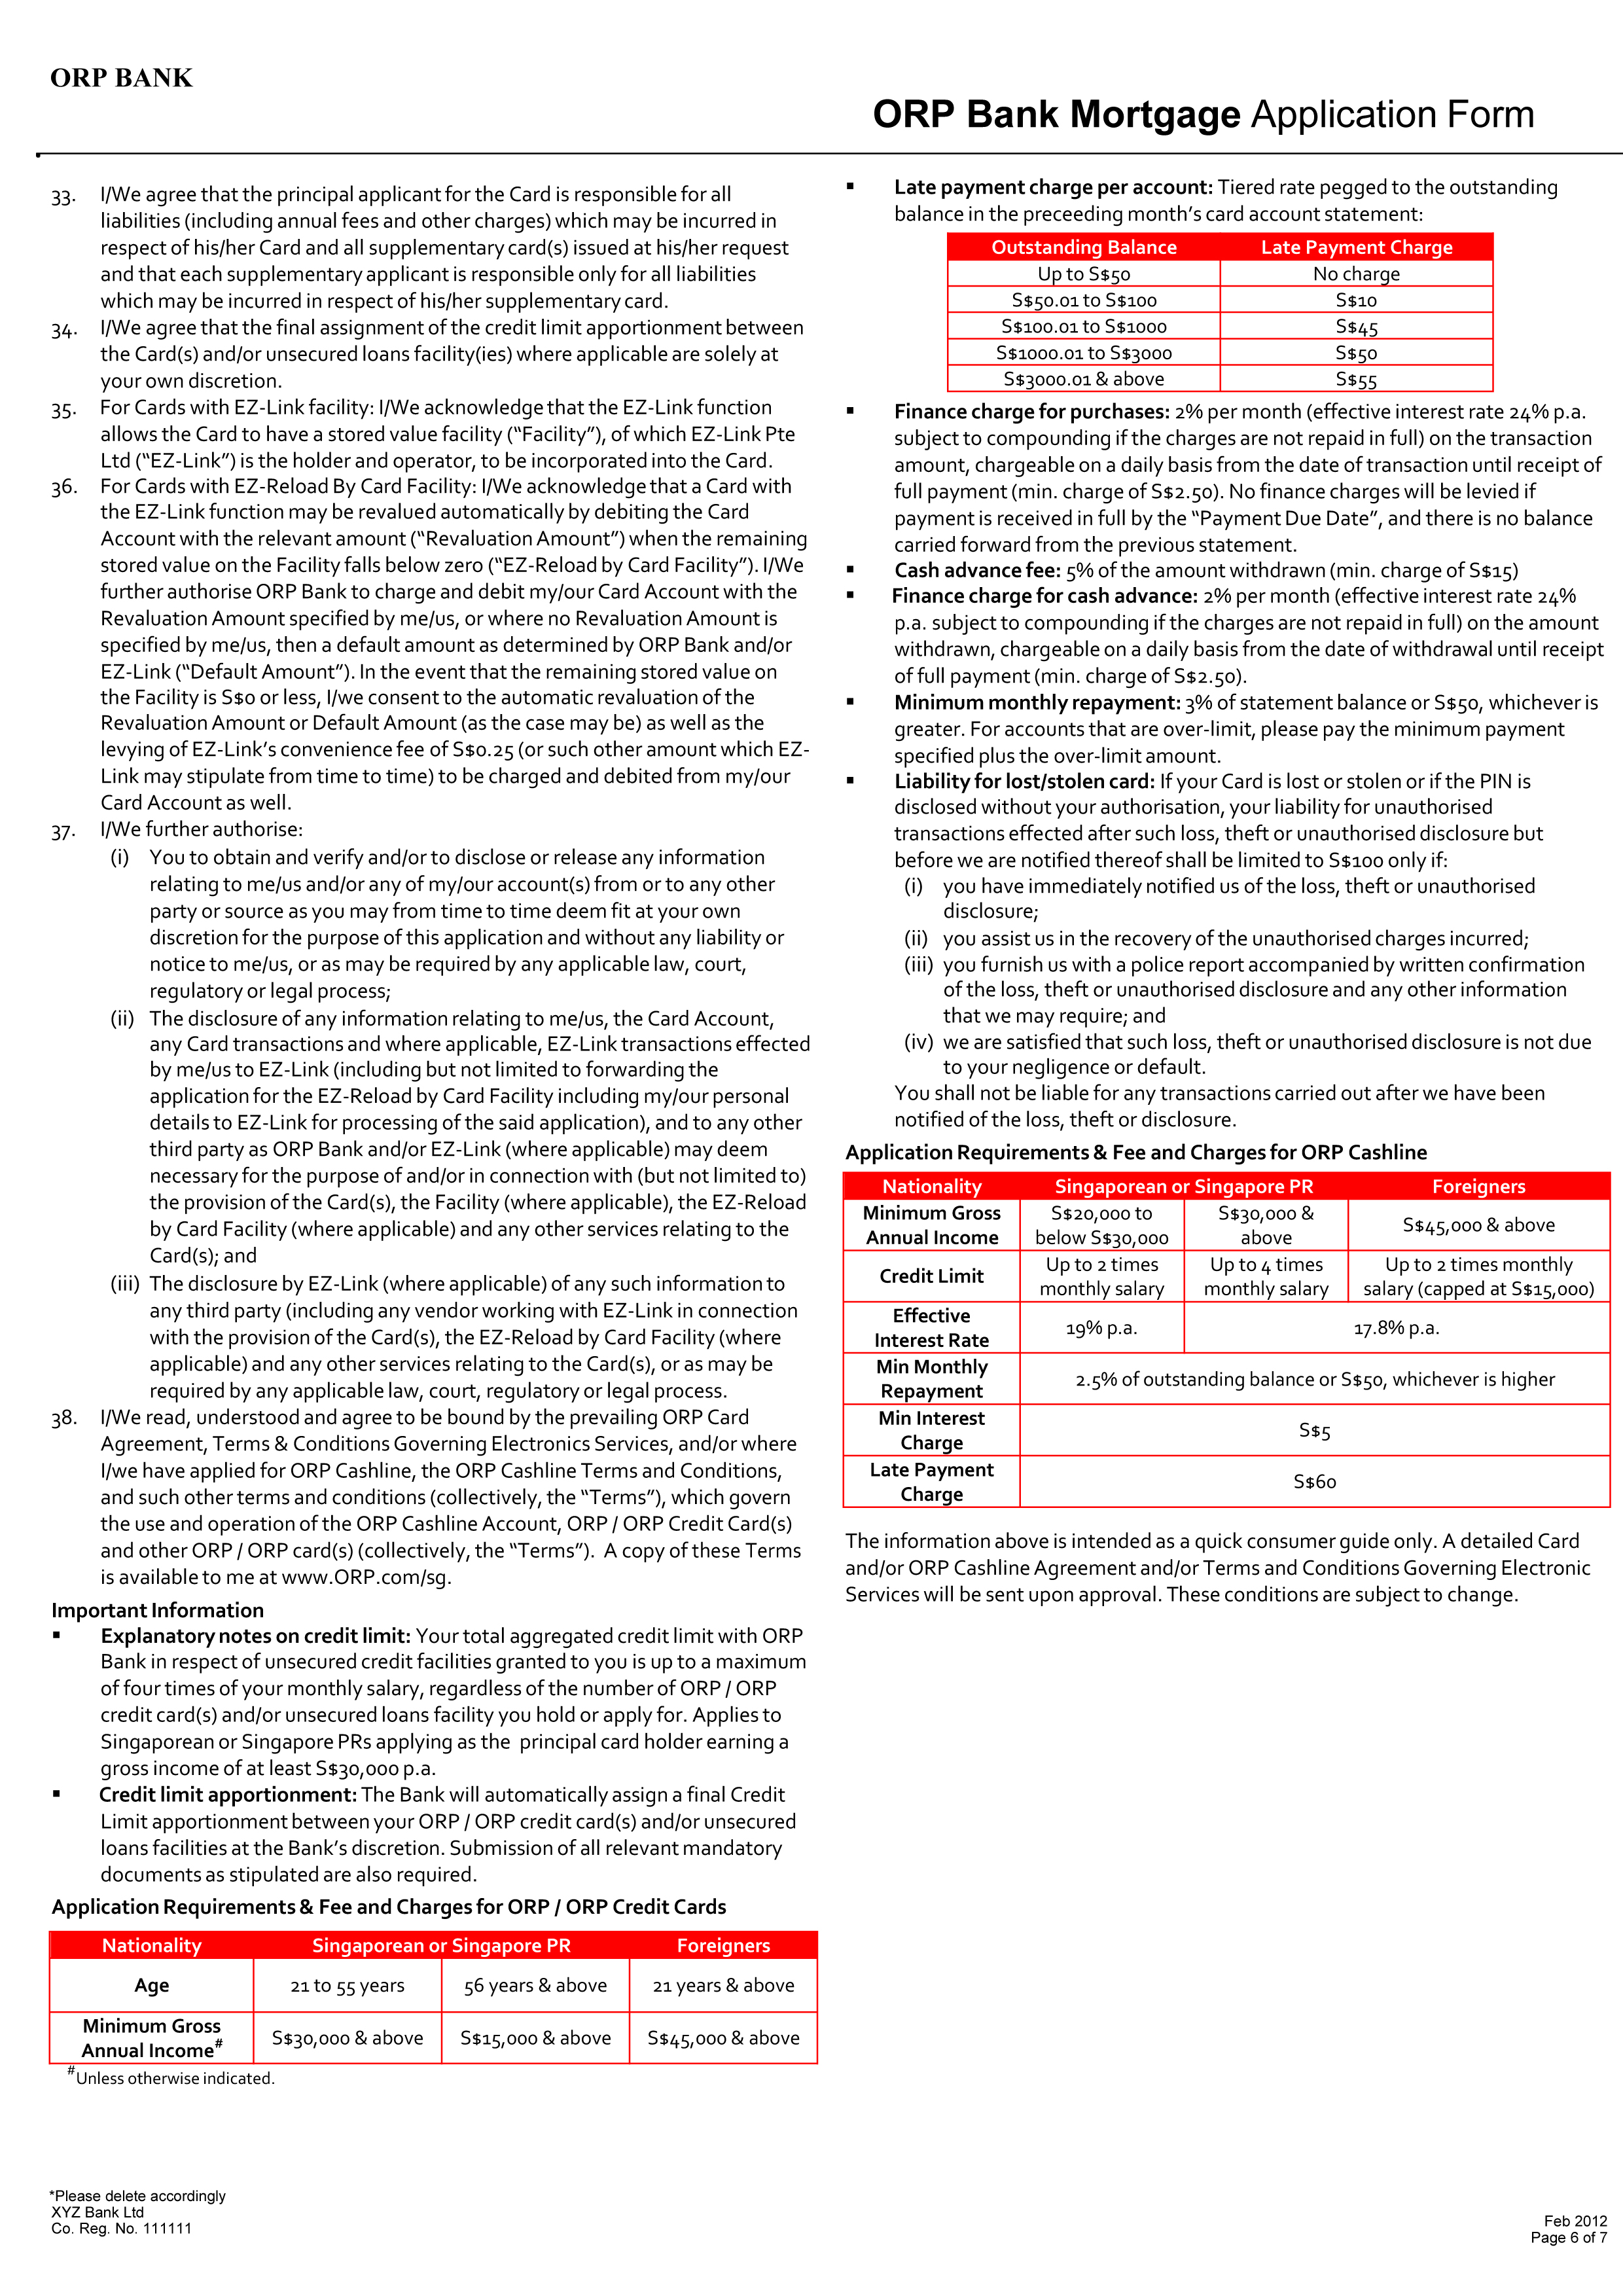 ORP BANK
ORP Bank Mortgage Application Form
33. I/We agree that the principal applicant for the Card is responsible for all
liabilities (including annual fees and other charges) which may be incurred in
respect of his/her Card and all supplementary card(s) issued at his/her request
and that each supplementary applicant is responsible only for all liabilities
which may be incurred in respect of his/her supplementary card.
34. I/We agree that the final assignment of the credit limit apportionment between
the Card(s) and/or unsecured loans facility(ies) where applicable are solely at
your own discretion.
35. For Cards with EZ-Link facility: I/We acknowledge that the EZ-Link function
allows the Card to have a stored value facility (“Facility”), of which EZ-Link Pte
Ltd (“EZ-Link”) is the holder and operator, to be incorporated into the Card.
36. For Cards with EZ-Reload By Card Facility: I/We acknowledge that a Card with
the EZ-Link function may be revalued automatically by debiting the Card
Account with the relevant amount (“Revaluation Amount”) when the remaining
stored value on the Facility falls below zero (“EZ-Reload by Card Facility”). I/We
further authorise ORP Bank to charge and debit my/our Card Account with the
Revaluation Amount specified by me/us, or where no Revaluation Amount is
specified by me/us, then a default amount as determined by ORP Bank and/or
EZ-Link (“Default Amount”). In the event that the remaining stored value on
the Facility is S$0 or less, I/we consent to the automatic revaluation of the
Revaluation Amount or Default Amount (as the case may be) as well as the
levying of EZ-Link’s convenience fee of S$0.25 (or such other amount which EZ-
Link may stipulate from time to time) to be charged and debited from my/our
Card Account as well.
37. I/We further authorise:
(i) You to obtain and verify and/or to disclose or release any information
relating to me/us and/or any of my/our account(s) from or to any other
party or source as you may from time to time deem fit at your own
discretion for the purpose of this application and without any liability or
notice to me/us, or as may be required by any applicable law, court,
regulatory or legal process;
(ii) The disclosure of any information relating to me/us, the Card Account,
any Card transactions and where applicable, EZ-Link transactions effected
by me/us to EZ-Link (including but not limited to forwarding the
application for the EZ-Reload by Card Facility including my/our personal
details to EZ-Link for processing of the said application), and to any other
third party as ORP Bank and/or EZ-Link (where applicable) may deem
necessary for the purpose of and/or in connection with (but not limited to)
the provision of the Card(s), the Facility (where applicable), the EZ-Reload
by Card Facility (where applicable) and any other services relating to the
Card(s); and
(iii) The disclosure by EZ-Link (where applicable) of any such information to
any third party (including any vendor working with EZ-Link in connection
with the provision of the Card(s), the EZ-Reload by Card Facility (where
applicable) and any other services relating to the Card(s), or as may be
required by any applicable law, court, regulatory or legal process.
38. I/We read, understood and agree to be bound by the prevailing ORP Card
Agreement, Terms & Conditions Governing Electronics Services, and/or where
I/we have applied for ORP Cashline, the ORP Cashline Terms and Conditions,
and such other terms and conditions (collectively, the “Terms”), which govern
the use and operation of the ORP Cashline Account, ORP / ORP Credit Card(s)
and other ORP / ORP card(s) (collectively, the “Terms”). A copy of these Terms
is available to me at www.ORP.com/sg.
Important Information
▪ Explanatory notes on credit limit: Your total aggregated credit limit with ORP
Bank in respect of unsecured credit facilities granted to you is up to a maximum
of four times of your monthly salary, regardless of the number of ORP / ORP
credit card(s) and/or unsecured loans facility you hold or apply for. Applies to
Singaporean or Singapore PRs applying as the principal card holder earning a
gross income of at least S$30,000 p.a.
▪ Credit limit apportionment: The Bank will automatically assign a final Credit
Limit apportionment between your ORP / ORP credit card(s) and/or unsecured
loans facilities at the Bank’s discretion. Submission of all relevant mandatory
documents as stipulated are also required.
Application Requirements & Fee and Charges for ORP / ORP Credit Cards
Nationality Singaporean or Singapore PR Foreigners
Age 21 to 55 years 56 years & above 21 years & above
Minimum Gross
Annual Income# S$30,000 & above S$15,000 & above S$45,000 & above
#Unless otherwise indicated.
▪ Late payment charge per account: Tiered rate pegged to the outstanding
balance in the preceeding month’s card account statement:
Outstanding Balance Late Payment Charge
Up to S$50 No charge
S$50.01 to S$100 S$10
S$100.01 to S$1000 S$45
S$1000.01 to S$3000 S$50
S$3000.01 & above S$55
▪ Finance charge for purchases: 2% per month (effective interest rate 24% p.a.
subject to compounding if the charges are not repaid in full) on the transaction
amount, chargeable on a daily basis from the date of transaction until receipt of
full payment (min. charge of S$2.50). No finance charges will be levied if
payment is received in full by the “Payment Due Date”, and there is no balance
carried forward from the previous statement.
▪ Cash advance fee: 5% of the amount withdrawn (min. charge of S$15)
▪ Finance charge for cash advance: 2% per month (effective interest rate 24%
p.a. subject to compounding if the charges are not repaid in full) on the amount
withdrawn, chargeable on a daily basis from the date of withdrawal until receipt
of full payment (min. charge of S$2.50).
▪ Minimum monthly repayment: 3% of statement balance or S$50, whichever is
greater. For accounts that are over-limit, please pay the minimum payment
specified plus the over-limit amount.
▪ Liability for lost/stolen card: If your Card is lost or stolen or if the PIN is
disclosed without your authorisation, your liability for unauthorised
transactions effected after such loss, theft or unauthorised disclosure but
before we are notified thereof shall be limited to S$100 only if:
(i) you have immediately notified us of the loss, theft or unauthorised
disclosure;
(ii) you assist us in the recovery of the unauthorised charges incurred;
(iii) you furnish us with a police report accompanied by written confirmation
of the loss, theft or unauthorised disclosure and any other information
that we may require; and
(iv) we are satisfied that such loss, theft or unauthorised disclosure is not due
to your negligence or default.
You shall not be liable for any transactions carried out after we have been
notified of the loss, theft or disclosure.
Application Requirements & Fee and Charges for ORP Cashline
Nationality Singaporean or Singapore PR Foreigners
Minimum Gross S$20,000 to S$30,000 & S$45,000 & above
Annual Income below S$30,000 above
Credit Limit Up to 2 times Up to 4 times Up to 2 times monthly
monthly salary monthly salary salary (capped at S$15,000)
Effective
Interest Rate 19% p.a. 17.8% p.a.
Min Monthly
Repayment 2.5% of outstanding balance or S$50, whichever is higher
Min Interest
Charge S$5
Late Payment
Charge S$60
The information above is intended as a quick consumer guide only. A detailed Card
and/or ORP Cashline Agreement and/or Terms and Conditions Governing Electronic
Services will be sent upon approval. These conditions are subject to change.
*Please delete accordingly
XYZ Bank Ltd
Co. Reg. No. 111111
Feb 2012
Page 6 of 7